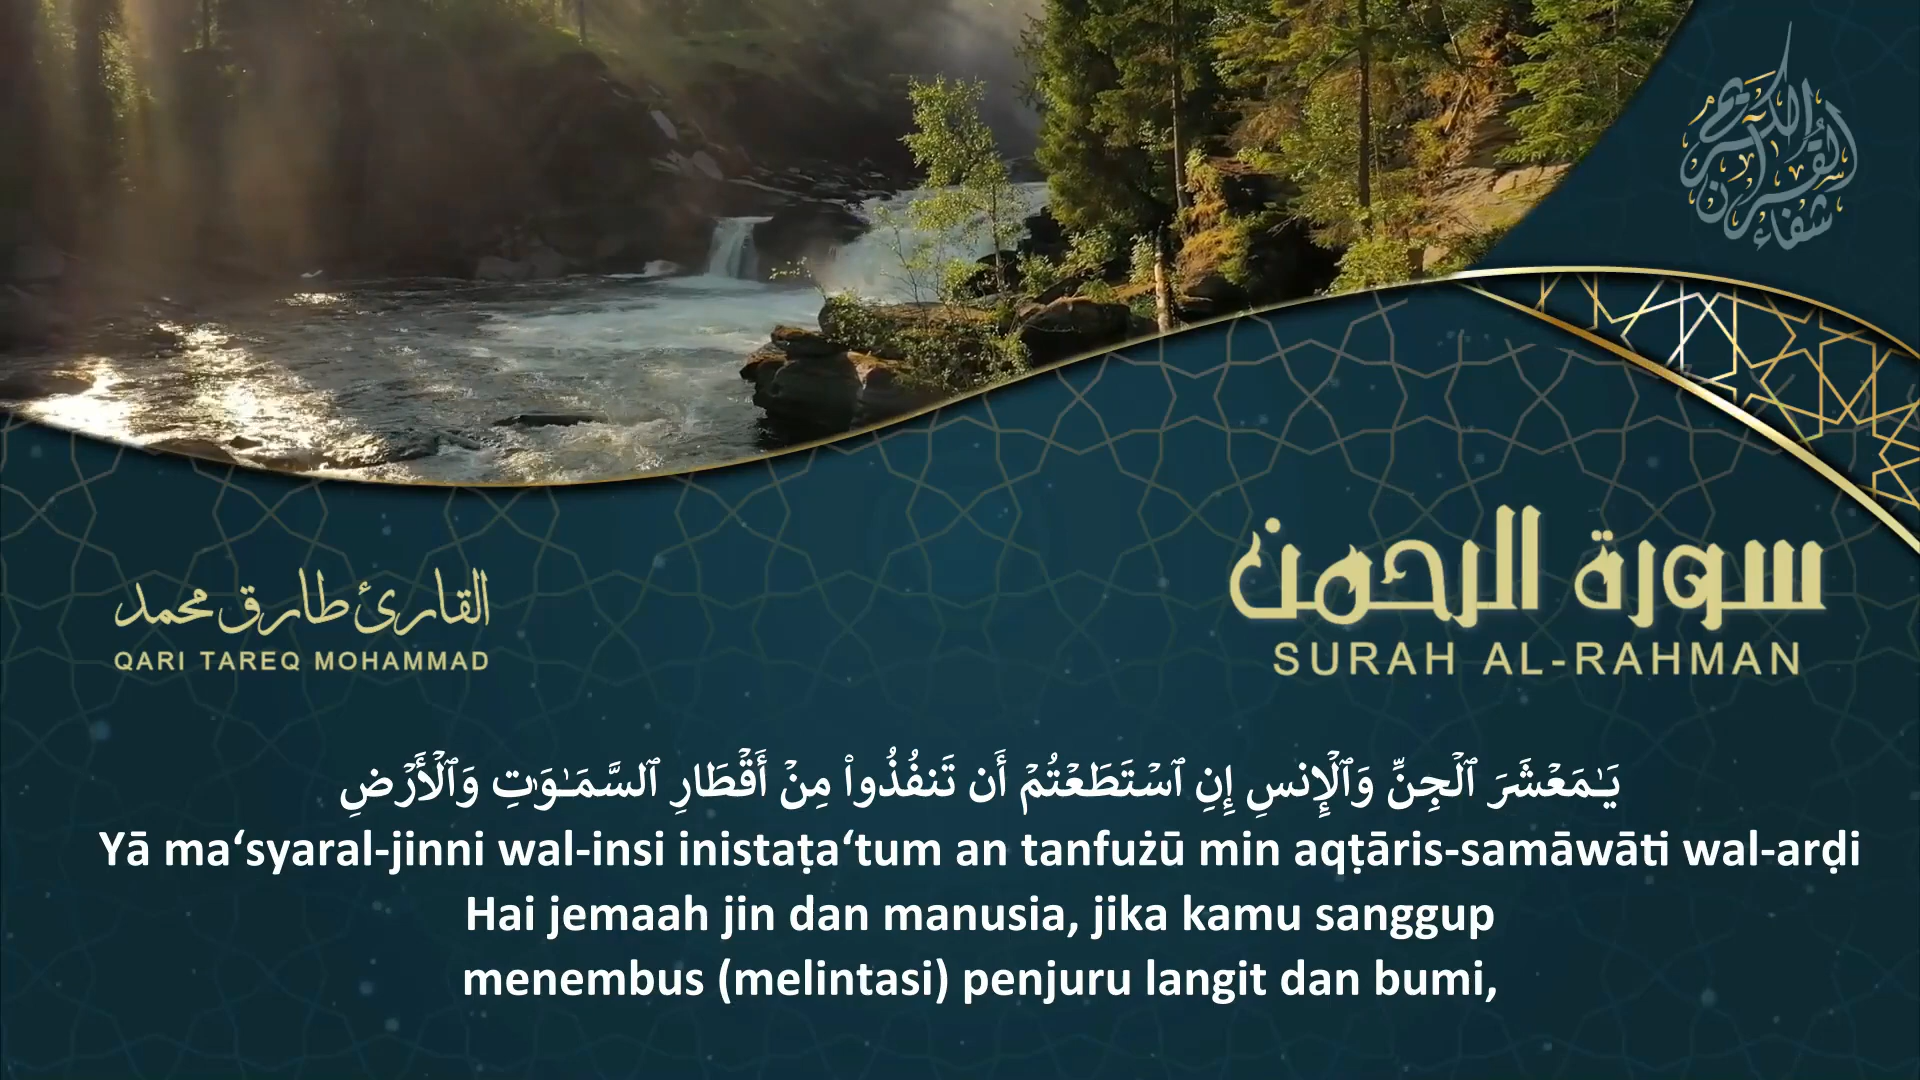 القرآن الكريم شفاء
سورة الرحمن
SURAH AL-RAHMAN
القارئ طارق محمد
QARI TAREQ MOHAMMAD
يَـٰمَعْشَرَ ٱلْجِنِّ وَٱلْإِنسِ إِنِ ٱسْتَطَعْتُمْ أَن تَنفُذُوا۟ مِنْ أَقْطَارِ ٱلسَّمَـٰوَٰتِ وَٱلْأَرْضِ
Yā ma‘syaral-jinni wal-insi inistaṭa‘tum an tanfużū min aqṭāris-samāwāti wal-arḍi
Hai jemaah jin dan manusia, jika kamu sanggup
menembus (melintasi) penjuru langit dan bumi,